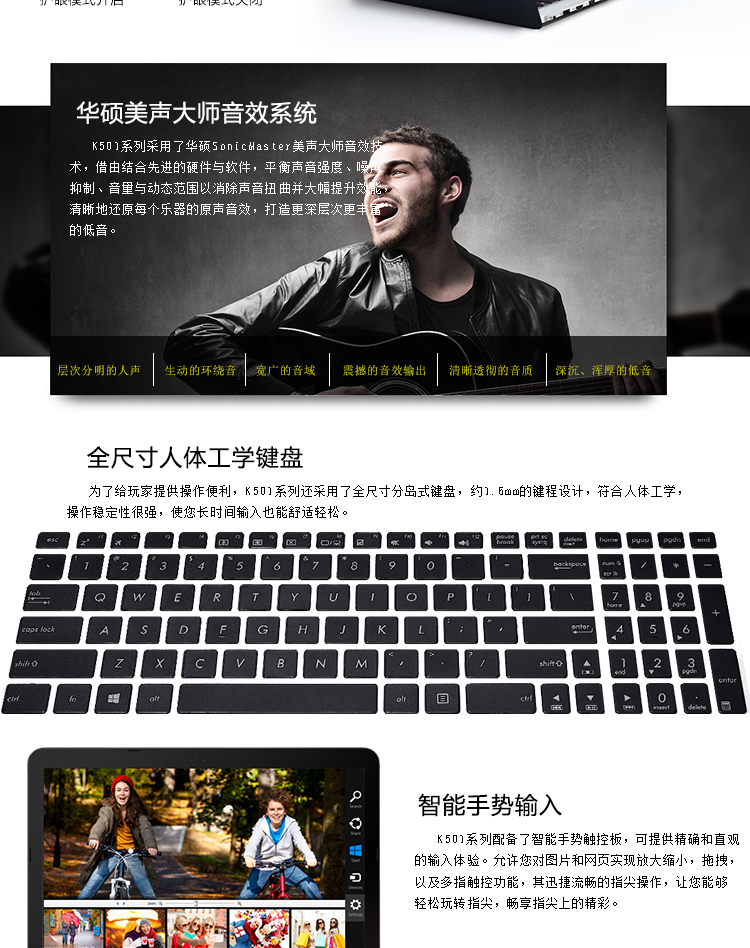 护眼模式开启
护眼模式关闭
华硕美声大师音效系统
K501系列采用了华硕SonicMaster美声大师音效技
术，借由结合先进的硬件与软件，平衡声音强度、噪声
抑制、音量与动态范围以消除声音扭曲并大幅提升效能，
清晰地还原每个乐器的原声音效，打造更深层次更丰富
的低音。
层次分明的人声
生动的环绕音
宽广的音域
震撼的音效输出
清晰透彻的音质
深沉、浑厚的低音
全尺寸人体工学键盘
为了给玩家提供操作便利，K501系列还采用了全尺寸分岛式键盘，约1.6mm的键程设计，符合人体工学，
操作稳定性很强，使您长时间输入也能舒适轻松。
esc pause break prt sc sysrq delete home pgup pgdn end
~ ! 1 @ 2 # 3 $ 4 % 5 ^ 6 & 7 * 8 ( 9 ) 0 - = backspace num lk scr lk / * -
tab Q W E R T Y U I O P [ ] \ 7 home 8 9 pgup +
caps lock A S D F G H J K L ; " enter 4 5 6
shift Z X C V B N M < , > . ? / shift 1 end 2 3 pgdn enter
ctrl fn alt alt ctrl 0 insert . delete
Search
Share
Start
Devices
Settings
Zoom
智能手势输入
K501系列配备了智能手势触控板，可提供精确和直观
的输入体验。允许您对图片和网页实现放大缩小，拖拽，
以及多指触控功能，其迅捷流畅的指尖操作，让您能够
轻松玩转指尖，畅享指尖上的精彩。